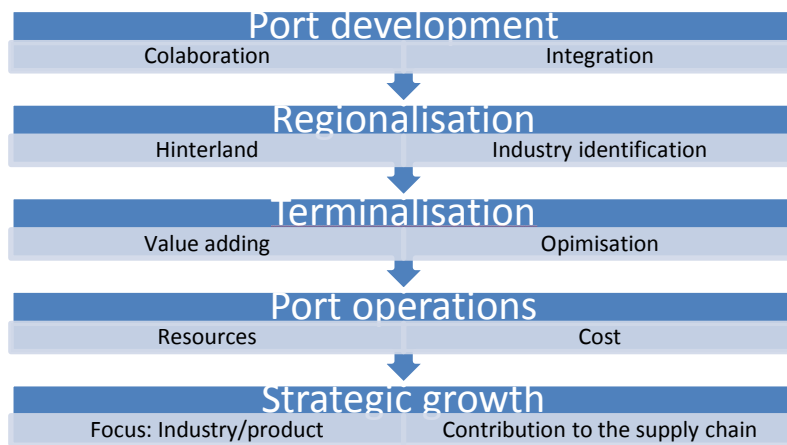 Port development
Colaboration Integration
Regionalisation
Hinterland Industry identification
Terminalisation
Value adding Opimisation
Port operations
Resources Cost
Strategic growth
Focus: Industry/product Contribution to the supply chain